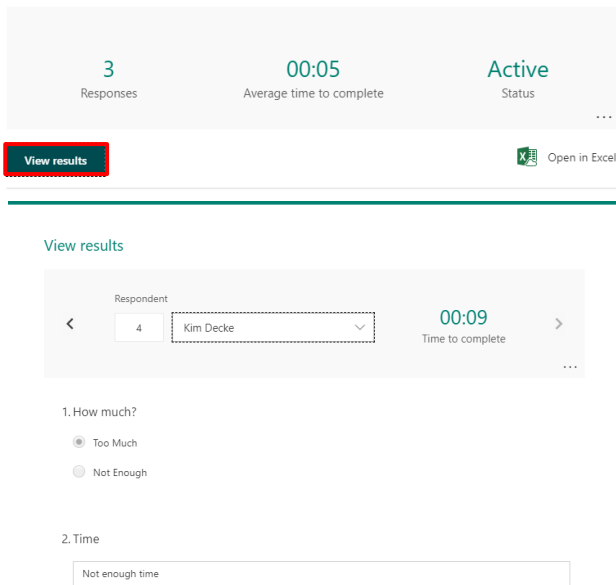 3 00:05 Active
Responses Average time to complete Status
...
View results Open in Excel
View results
Respondent
4 Kim Decke 00:09
Time to complete
...
1. How much?
Too Much
Not Enough
2. Time
Not enough time